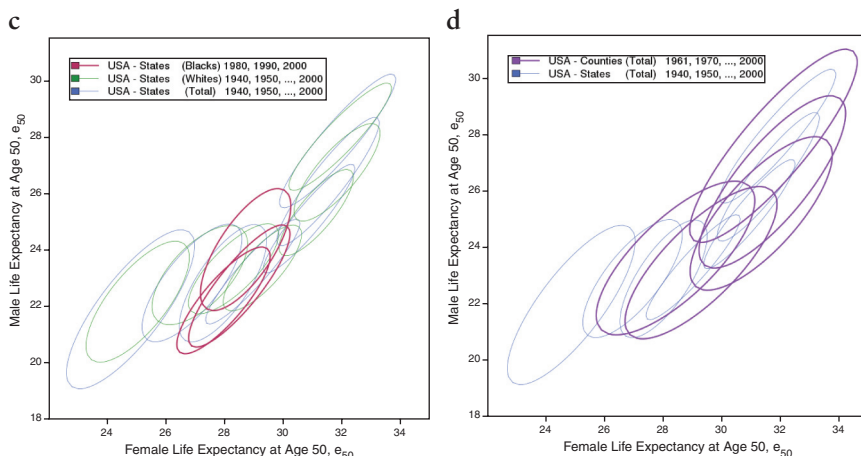 c
USA - States (Blacks) 1980, 1990, 2000
USA - States (Whites) 1940, 1950, ..., 2000
USA - States (Total) 1940, 1950, ..., 2000
Male Life Expectancy at Age 50, e50
30
28
26
24
22
20
18
24 26 28 30 32 34
Female Life Expectancy at Age 50, e50
d
USA - Counties (Total) 1961, 1970, ..., 2000
USA - States (Total) 1940, 1950, ..., 2000
Male Life Expectancy at Age 50, e50
30
28
26
24
22
20
18
24 26 28 30 32 34
Female Life Expectancy at Age 50, e50